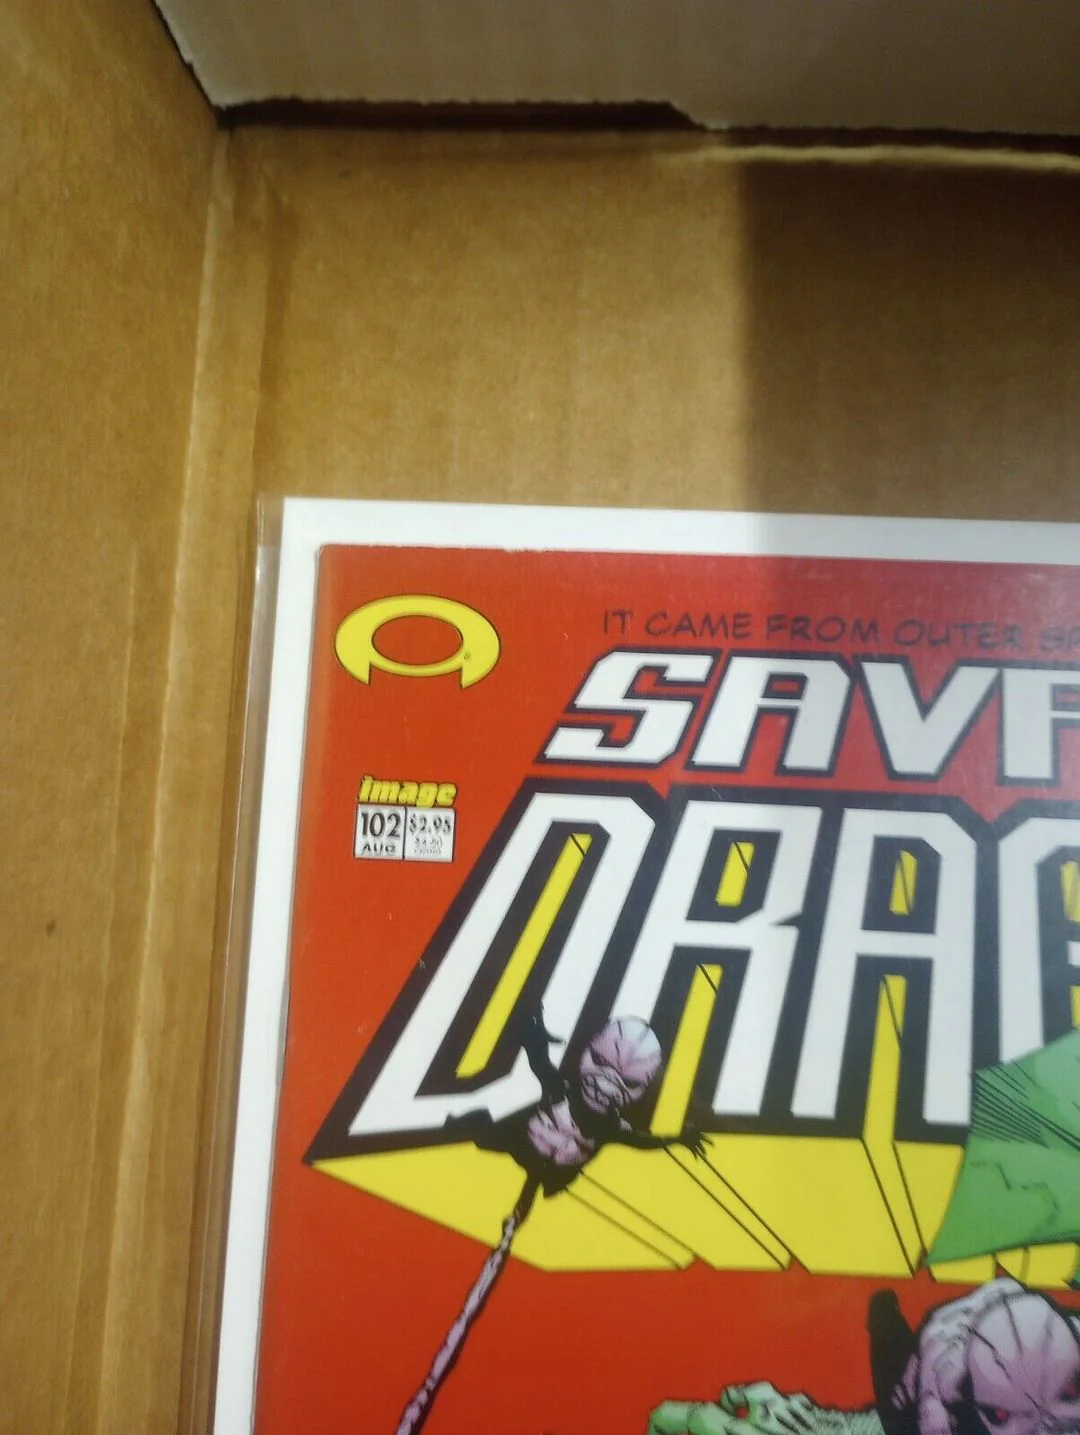 IT CAME FROM OUTER
SAVA
DRAG
image
102 $2.95
AUG